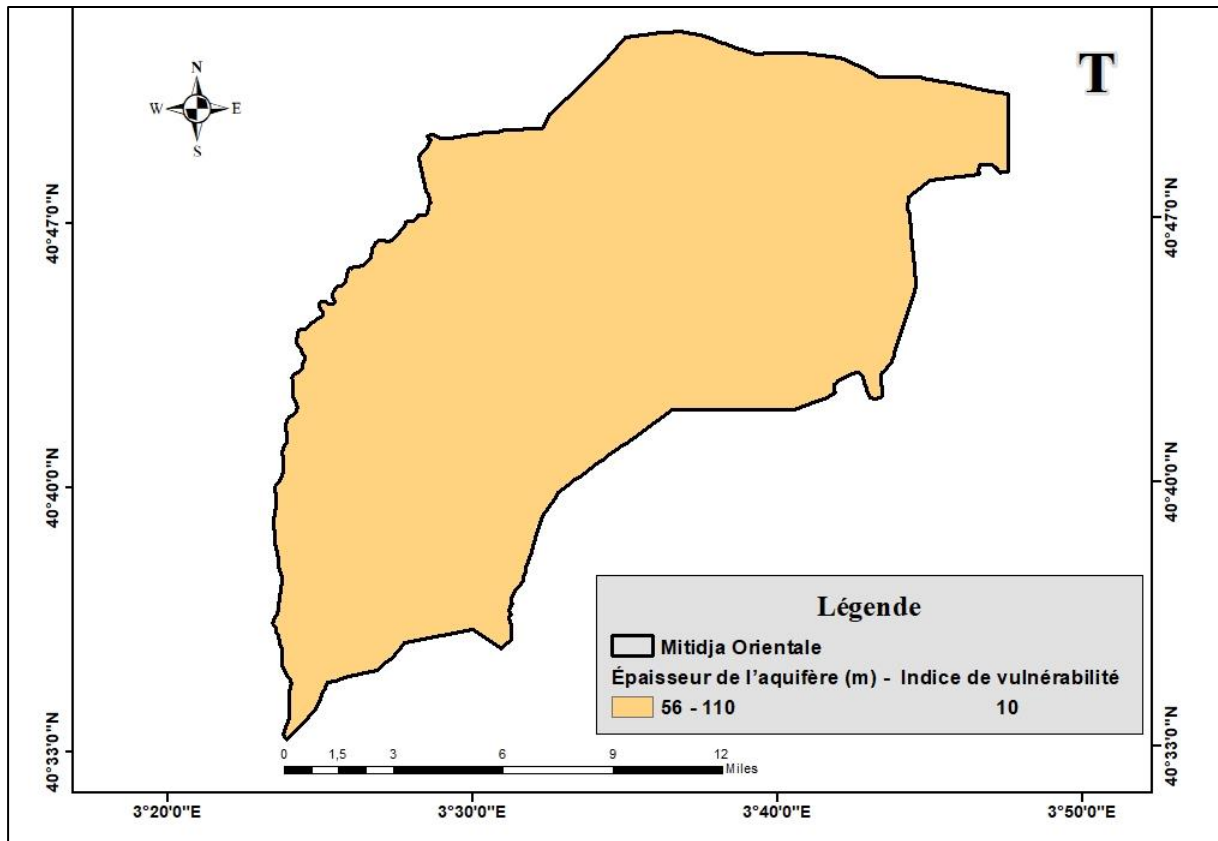 T
N
W E
S
40°47'0"N
40°47'0"N
40°40'0"N
40°40'0"N
40°33'0"N
40°33'0"N
Légende
Mitidja Orientale
Épaisseur de l'aquifère (m) - Indice de vulnérabilité
56 - 110 10
0 1,5 3 6 9 12
Miles
3°20'0"E 3°30'0"E 3°40'0"E 3°50'0"E